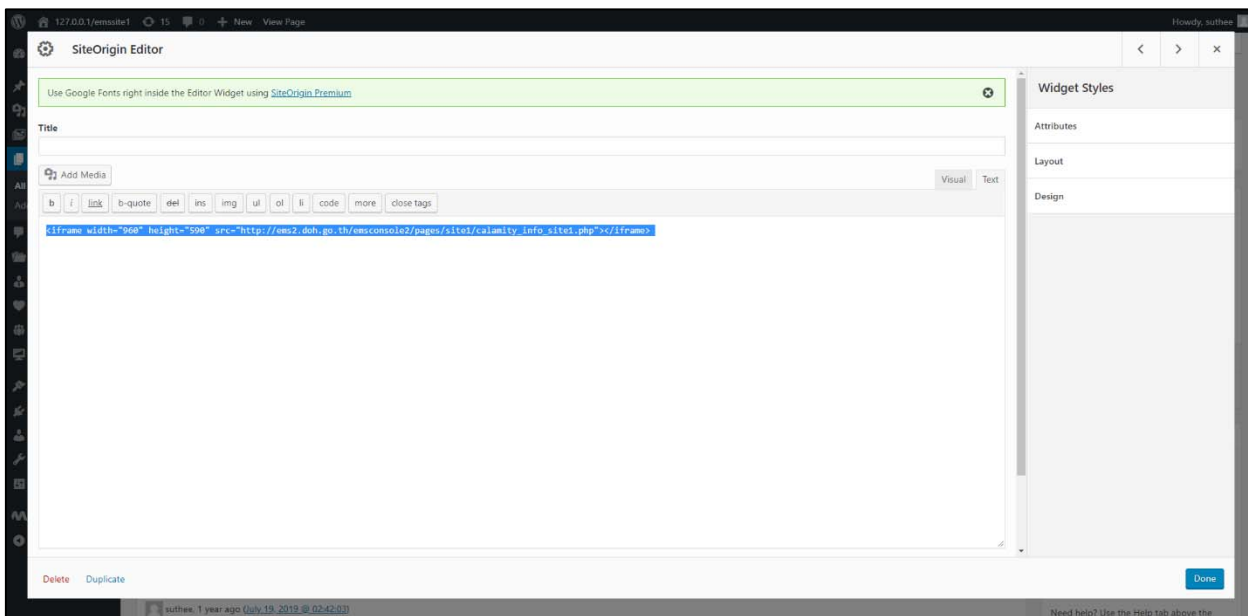 127.0.0.1/emssite1 15 0 New View Page Howdy, suthee
SiteOrigin Editor
Use Google Fonts right inside the Editor Widget using SiteOrigin Premium
Title
Add Media
Visual Text
b i link b-quote del ins img ul ol li code more close tags
<iframe width="960" height="590" src="http://ems2.doh.go.th/emsconsole2/pages/site1/calamity_info_site1.php"></iframe>
Widget Styles
Attributes
Layout
Design
All
Ad
Delete Duplicate
Done
suthee, 1 year ago (July 19, 2019 @ 02:42:03)
Need help? Use the Help tab above the